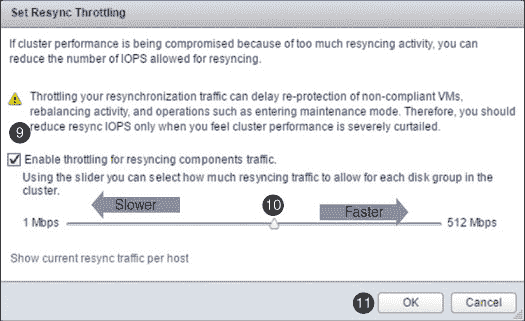 Set Resync Throttling
If cluster performance is being compromised because of too much resyncing activity, you can
reduce the number of IOPS allowed for resyncing.
Throttling your resynchronization traffic can delay re-protection of non-compliant VMs,
rebalancing activity, and operations such as entering maintenance mode. Therefore, you should
9 reduce resync IOPS only when you feel cluster performance is severely curtailed.
Enable throttling for resyncing components traffic.
Using the slider you can select how much resyncing traffic to allow for each disk group in the
cluster.
Slower 10 Faster
1 Mbps 512 Mbps
Show current resync traffic per host
11 OK Cancel